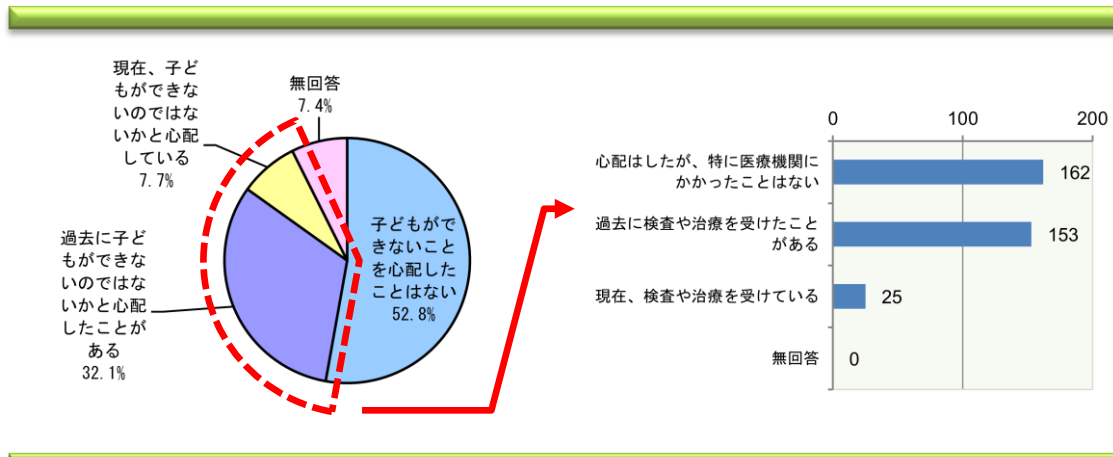 現在、子ど
もができな
いのではな
いかと心配
している
7.7%
無回答
7.4%
子どもがで
きないこと
を心配した
ことはない
52.8%
過去に子ど
もができな
いのではな
いかと心配
したことが
ある
32.1%
0
100
200
心配はしたが、特に医療機関に
かかったことはない
162
過去に検査や治療を受けたこと
がある
153
現在、検査や治療を受けている
25
無回答
0